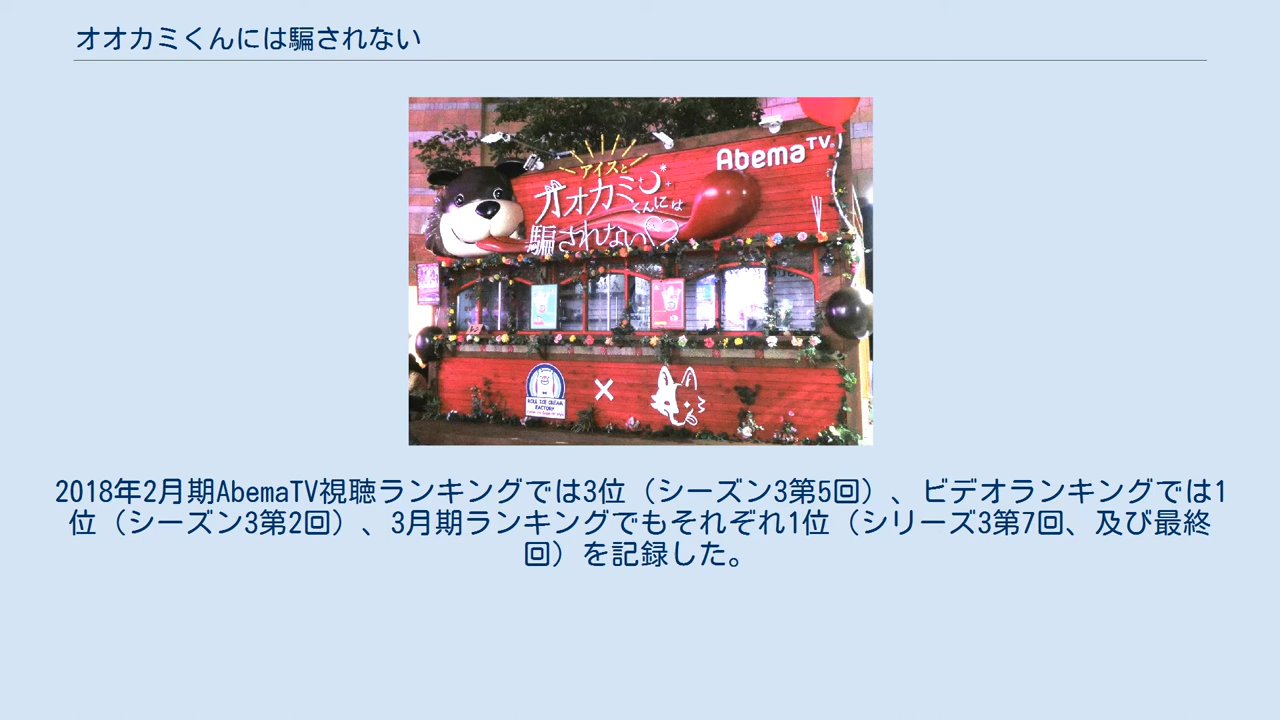 オオカミくんには騙されない
AbemaTV
アイスと
オオカミ
くんには
騙されない
ROLL ICE CREAM
FACTORY
×
2018年2月期AbemaTV視聴ランキングでは3位（シーズン3第5回）、ビデオランキングでは1
位（シーズン3第2回）、3月期ランキングでもそれぞれ1位（シリーズ3第7回、及び最終
回）を記録した。